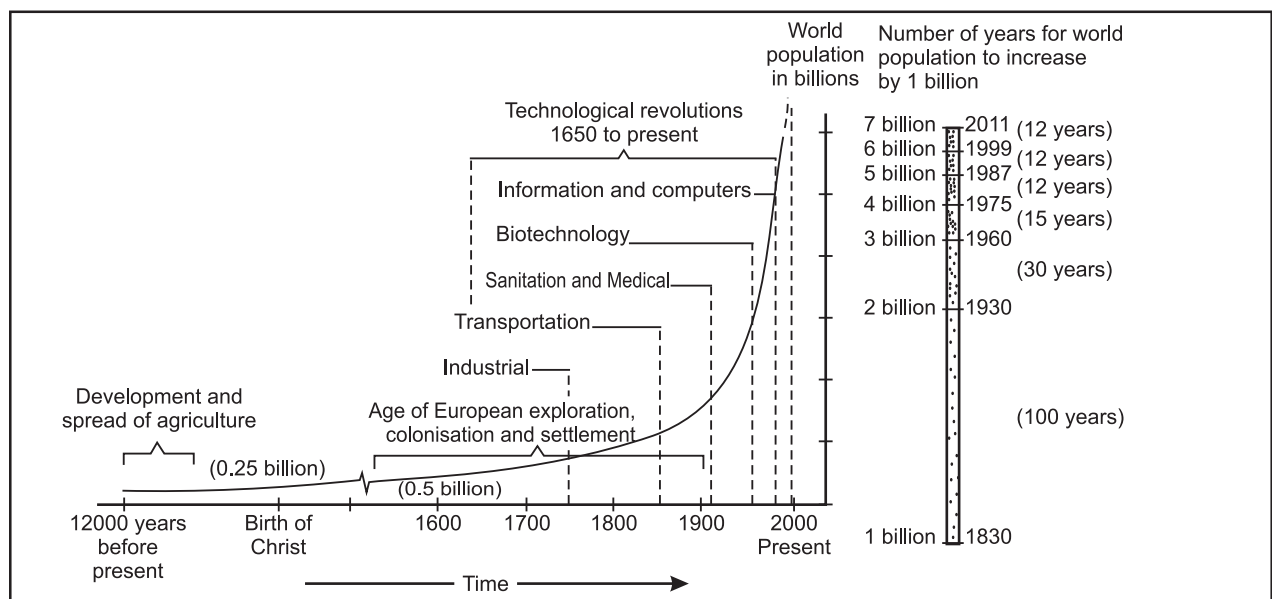 World
population
in billions
Number of years for world
population to increase
by 1 billion
Technological revolutions
1650 to present
Information and computers
Biotechnology
Sanitation and Medical
Transportation
Industrial
Development and
spread of agriculture
Age of European exploration,
colonisation and settlement
(0.25 billion)
(0.5 billion)
12000 years
before
present
Birth of
Christ
1600
1700
1800
1900
2000
Present
Time
7 billion 2011
(12 years)
6 billion 1999
(12 years)
5 billion 1987
(12 years)
4 billion 1975
(15 years)
3 billion 1960
(30 years)
2 billion 1930
(100 years)
1 billion 1830